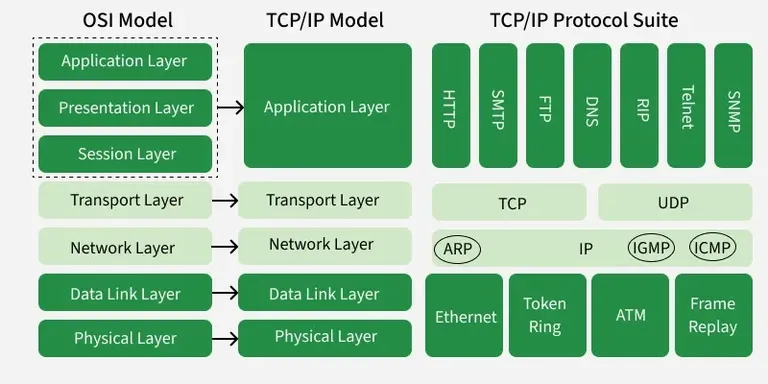 OSI Model
TCP/IP Model
TCP/IP Protocol Suite
Application Layer
Presentation Layer
Session Layer
Application Layer
HTTP
SMTP
FTP
DNS
RIP
Telnet
SNMP
Transport Layer
Transport Layer
TCP
UDP
Network Layer
Network Layer
ARP
IP
IGMP
ICMP
Data Link Layer
Data Link Layer
Physical Layer
Physical Layer
Ethernet
Token
Ring
ATM
Frame
Replay